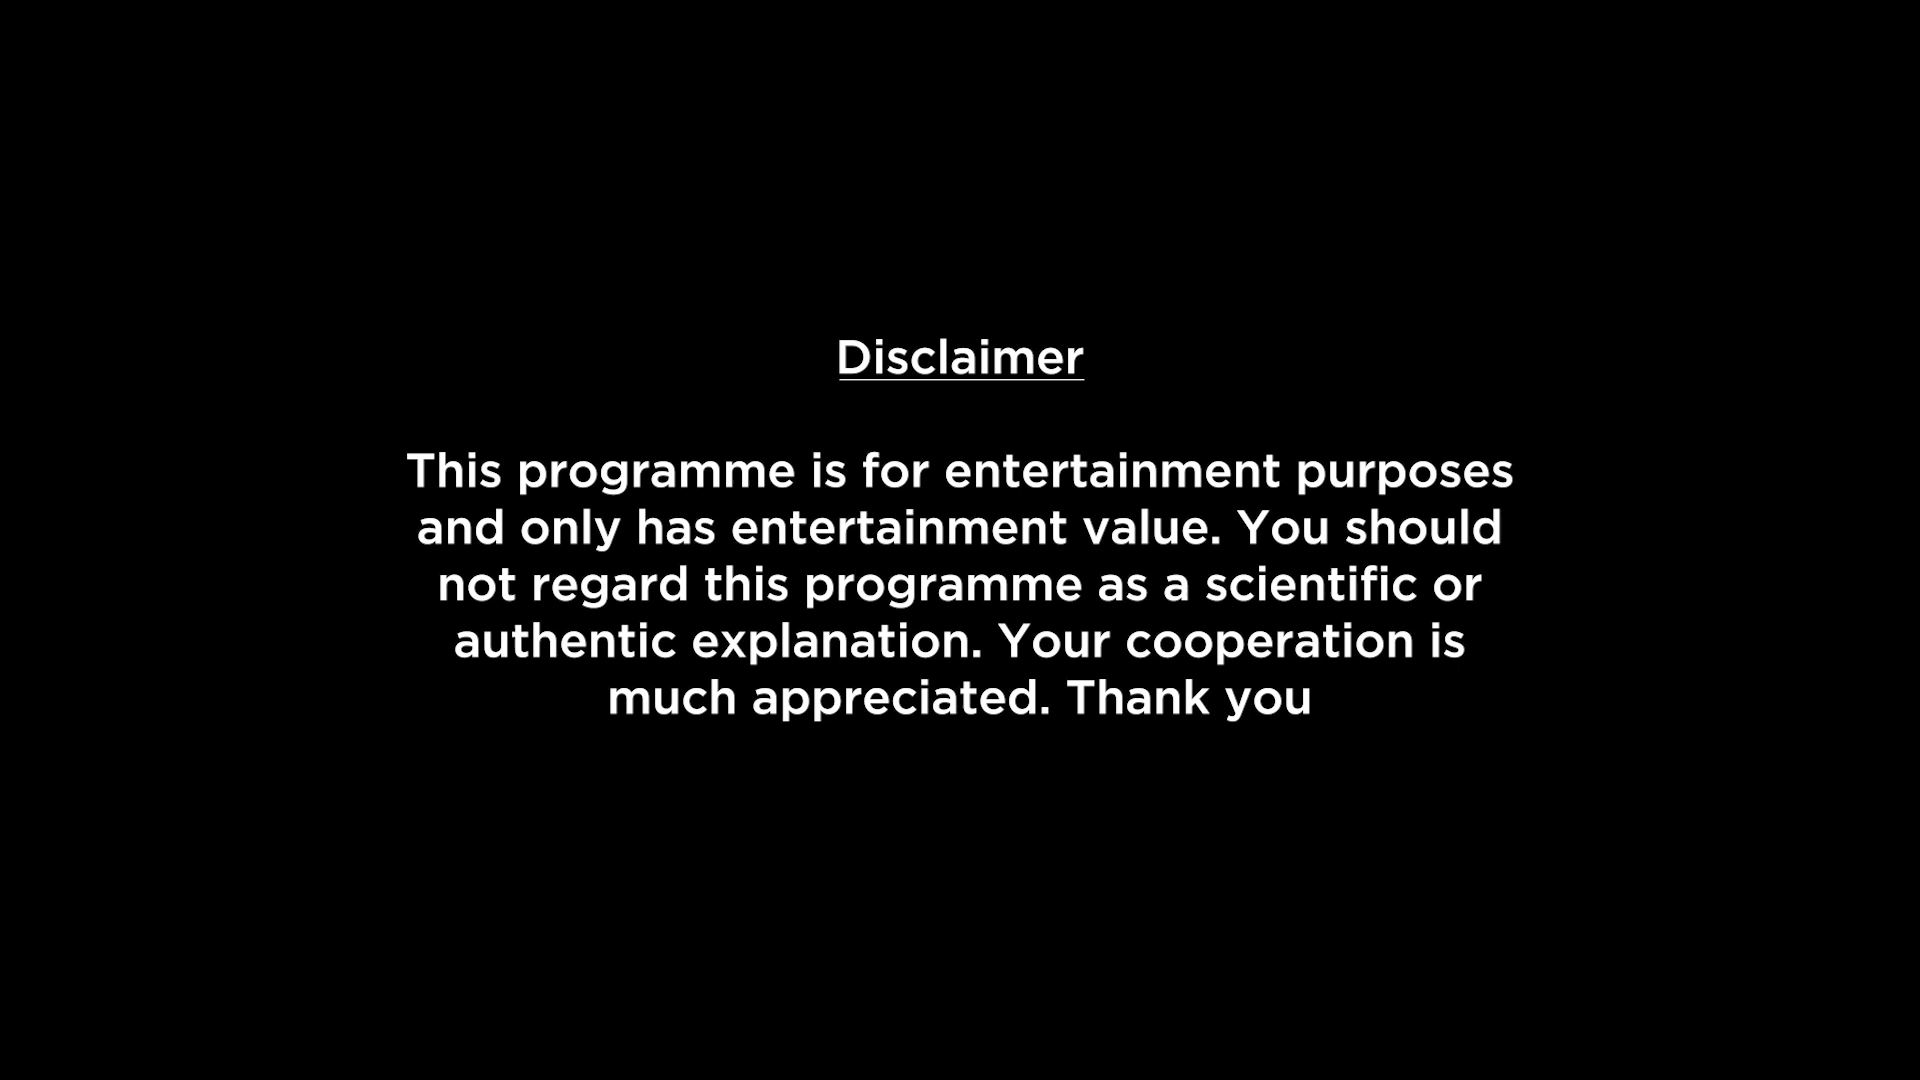 Disclaimer
This programme is for entertainment purposes
and only has entertainment value. You should
not regard this programme as a scientific or
authentic explanation. Your cooperation is
much appreciated. Thank you